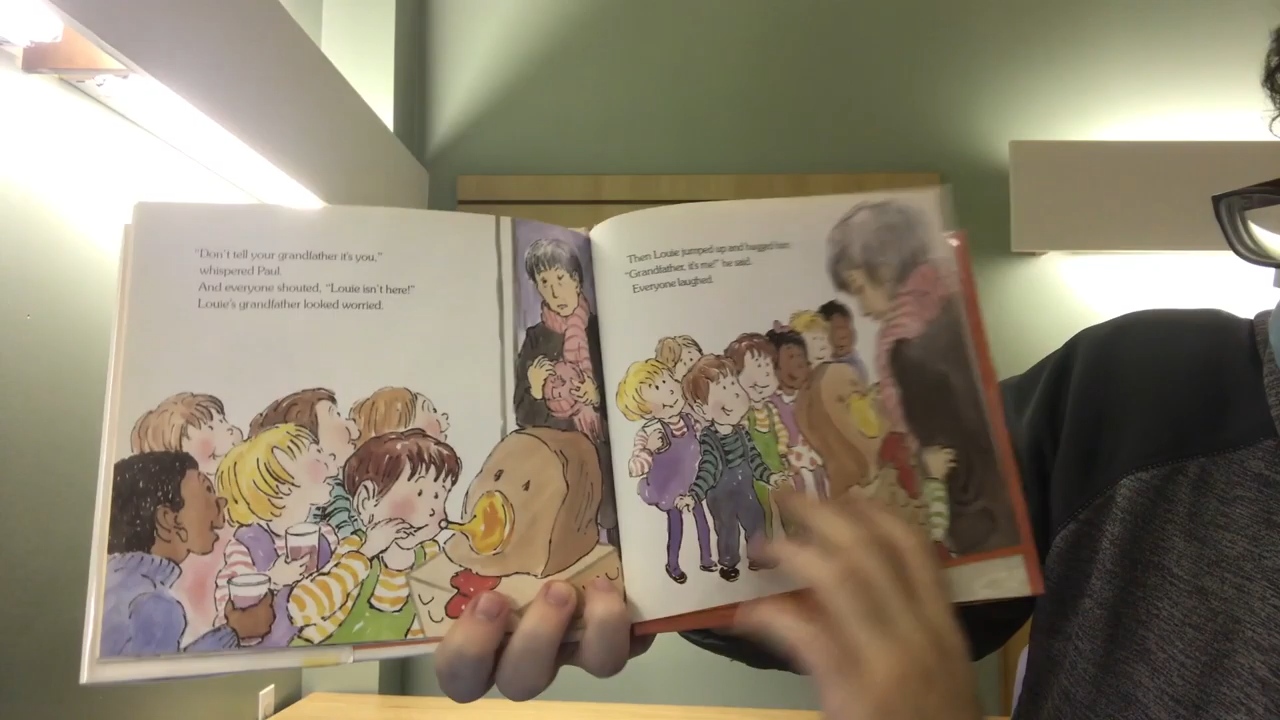 "Don't tell your grandfather it's you,"
whispered Paul.
And everyone shouted, "Louie isn't here!"
Louie's grandfather looked worried.
Then Louie jumped up and hugged him.
"Grandfather, it's me!" he said.
Everyone laughed.